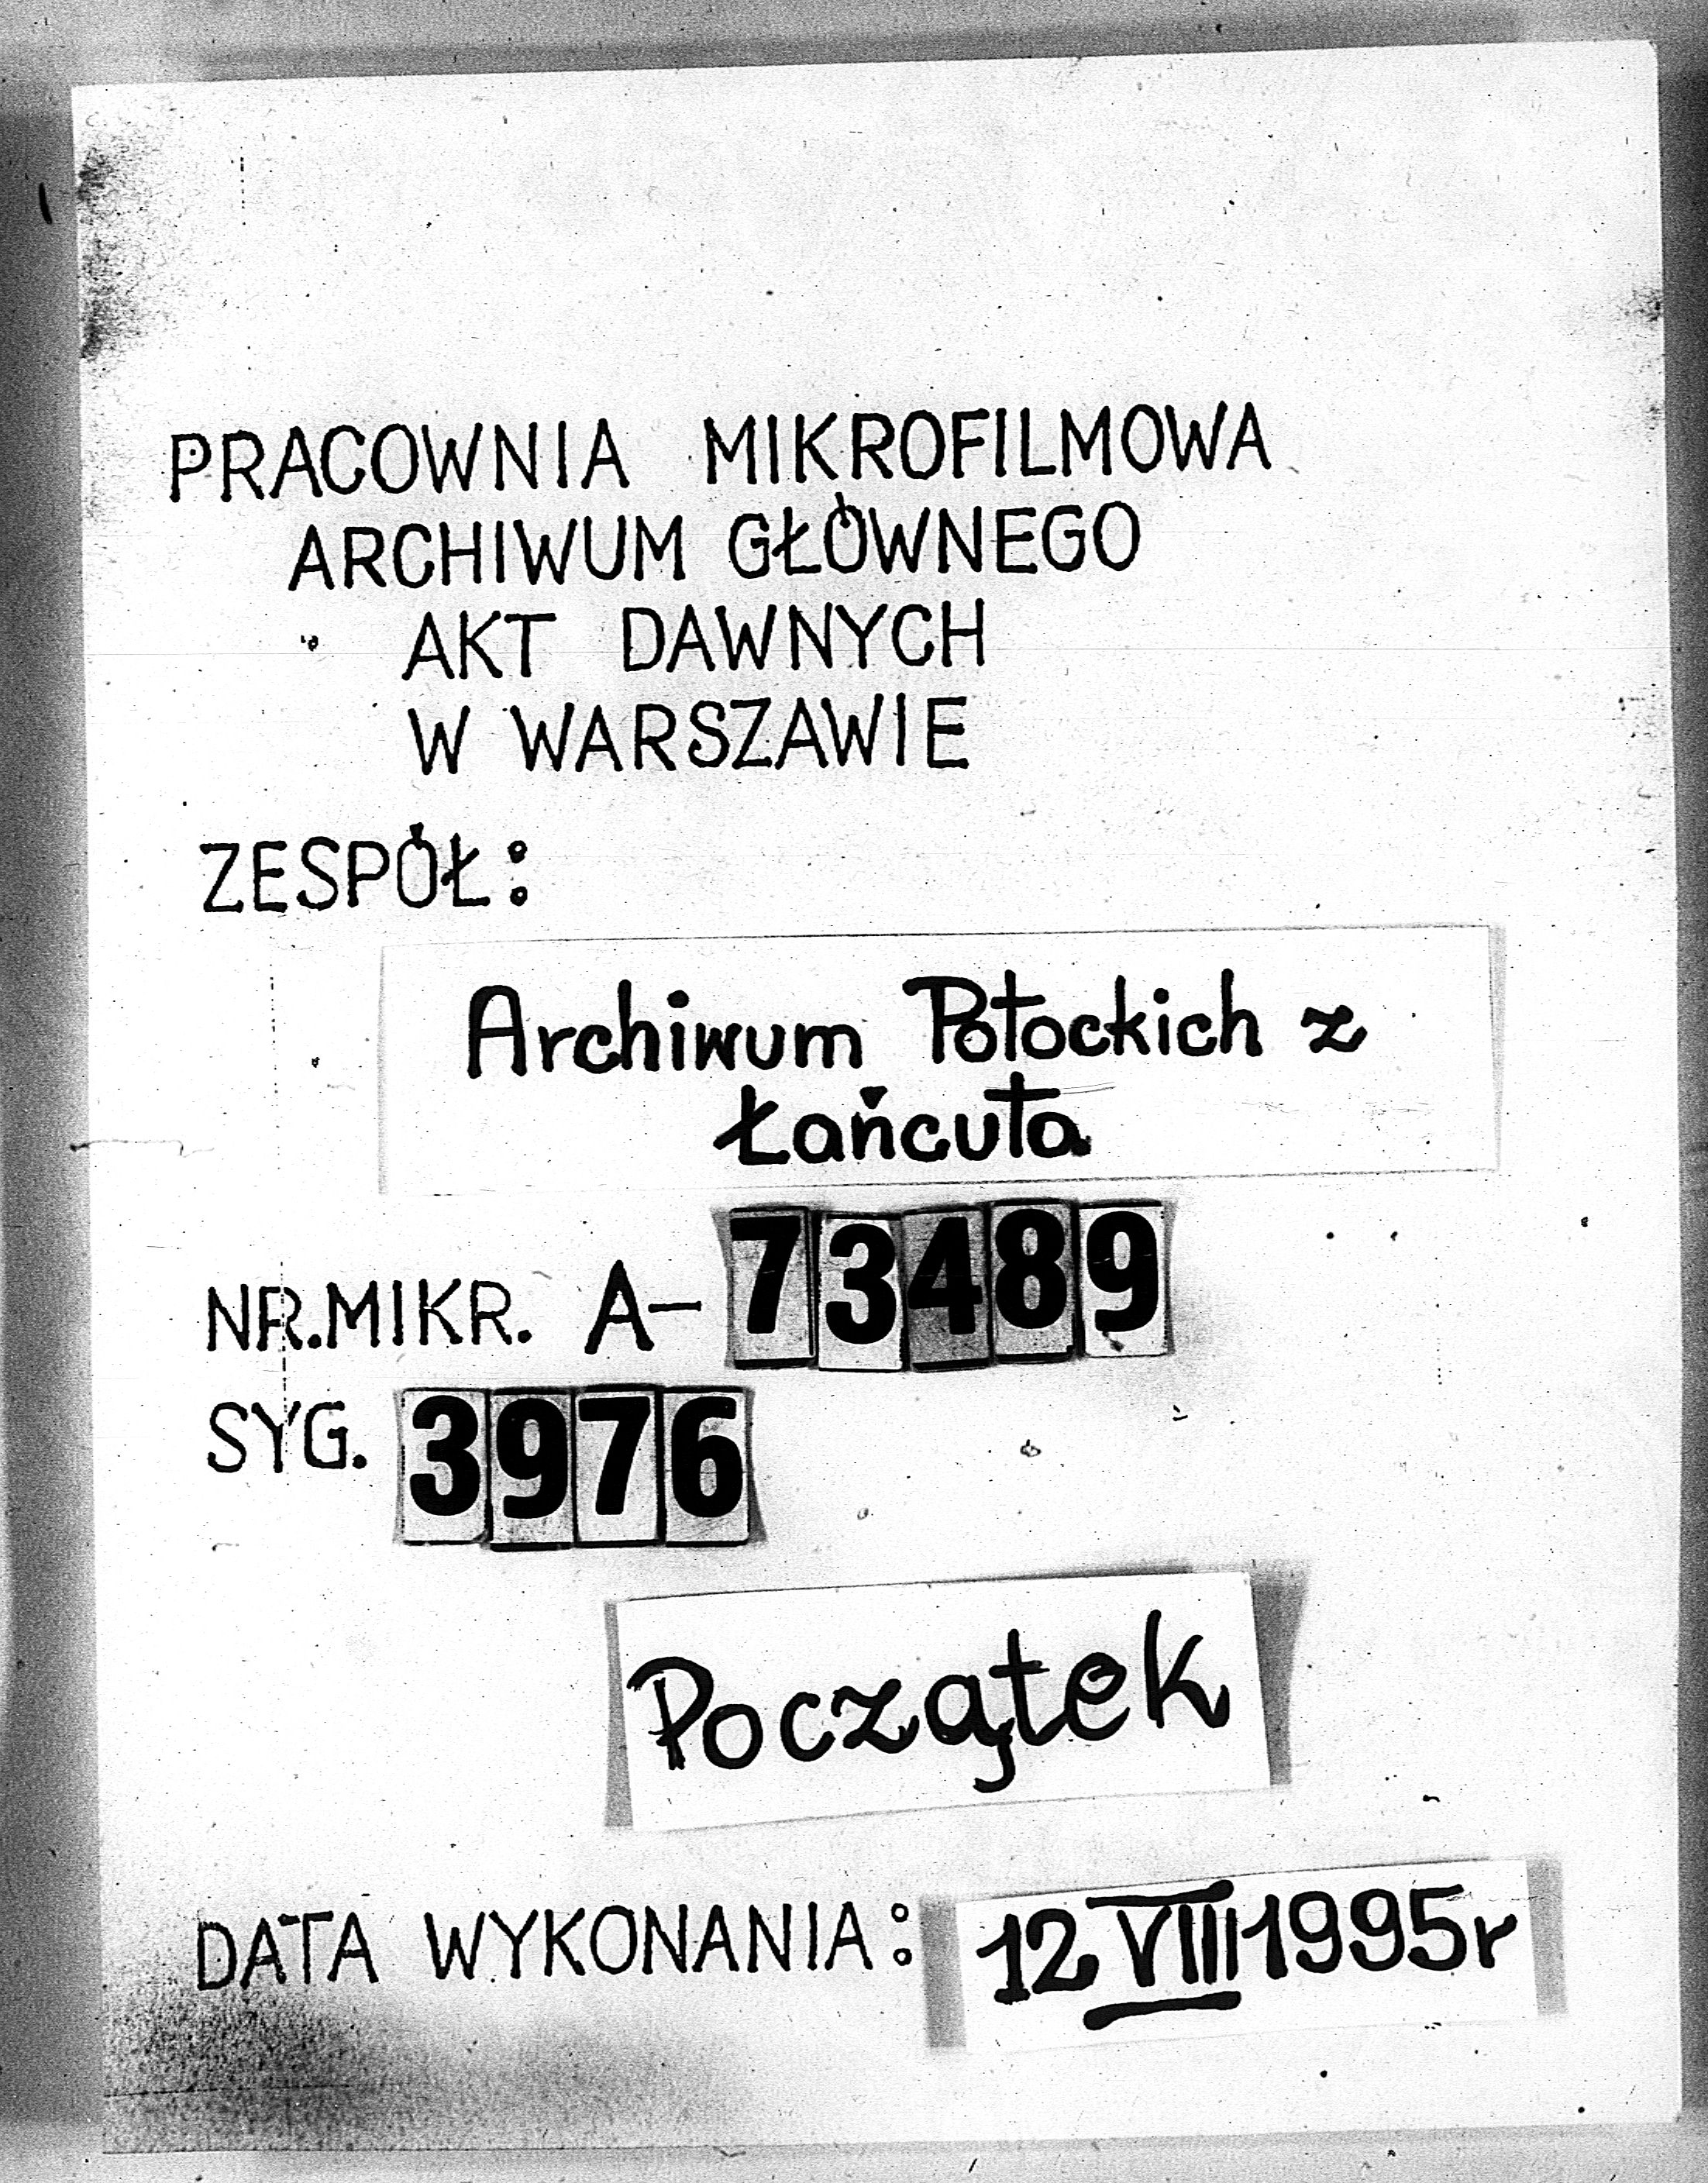 PRACOWNIA MIKROFILMOWA
ARCHIWUM GŁÓWNEGO
AKT DAWNYCH
W WARSZAWIE
ZESPÓŁ:
Archiwum Potockich z
Łańcuta
NR.MIKR. A-73489
SYG. 3976
Początek
DATA WYKONANIA: 12 VIII 1995r